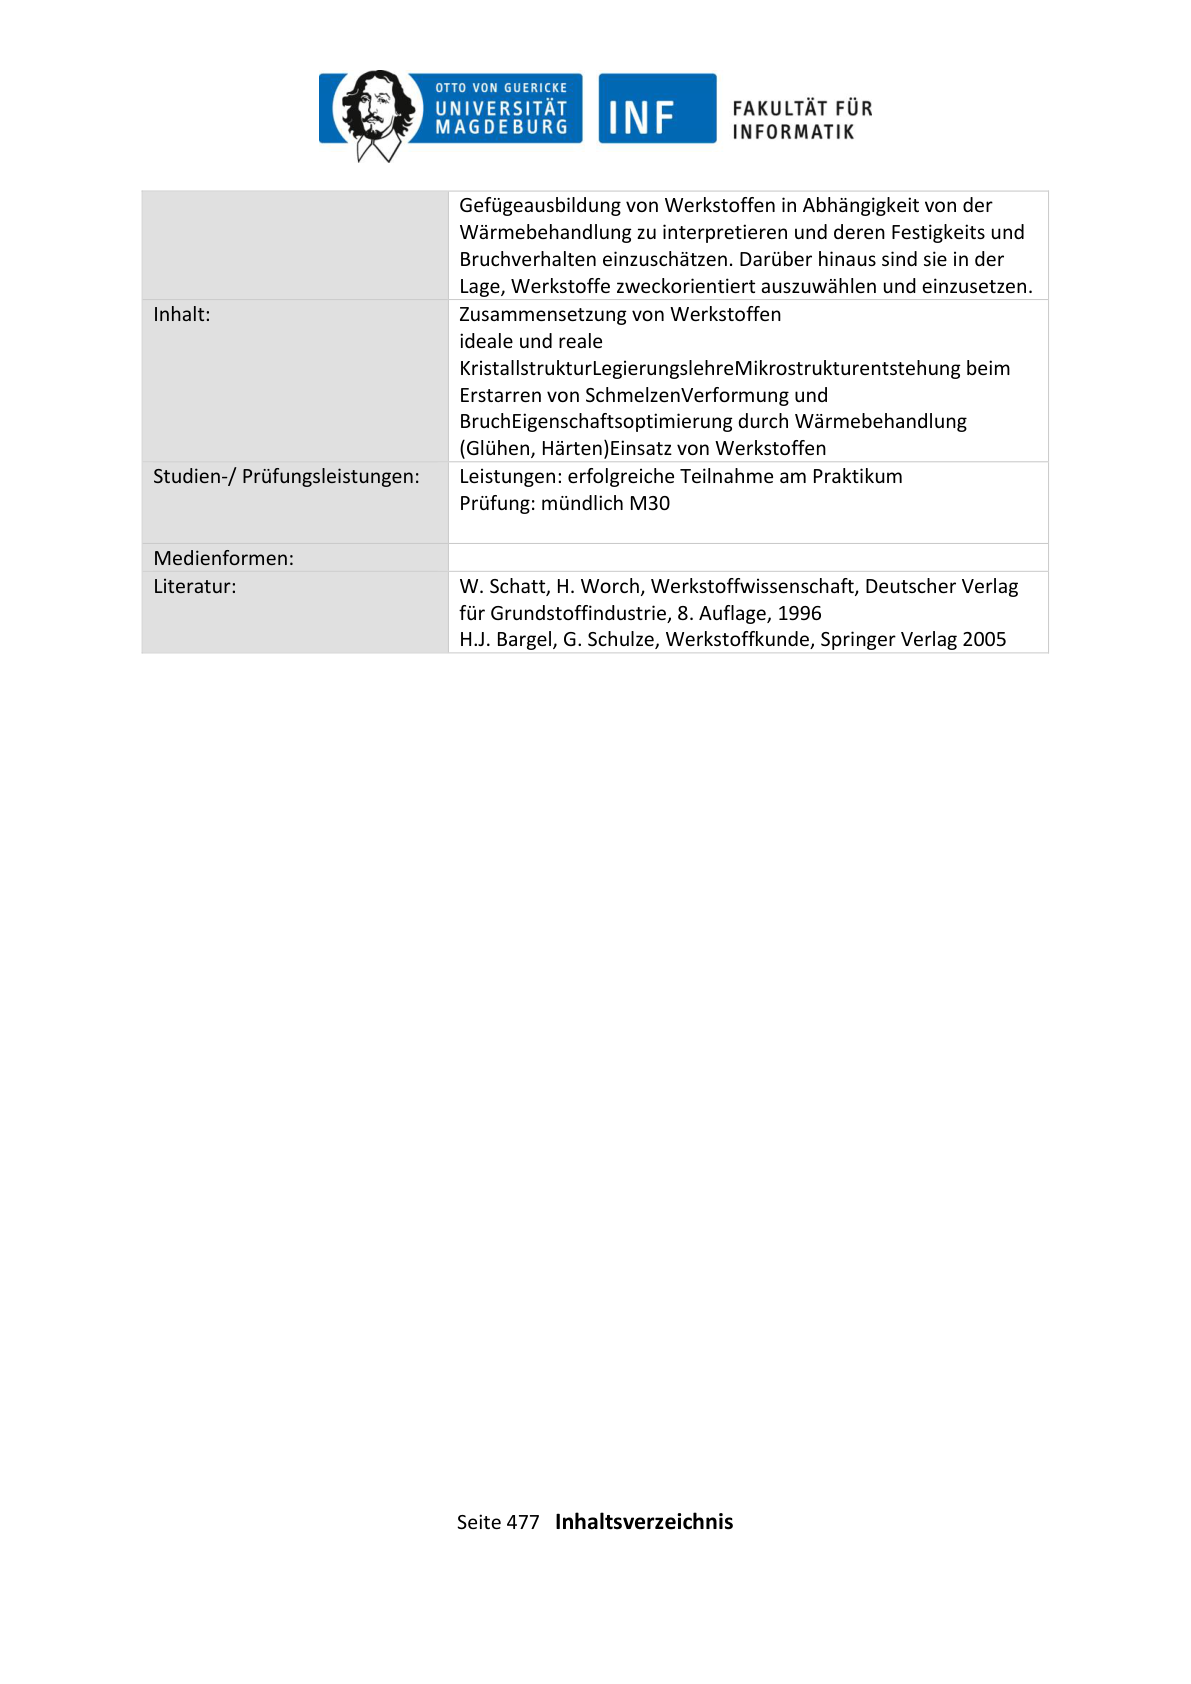 OTTO VON GUERICKE
UNIVERSITÄT
MAGDEBURG
INF
FAKULTÄT FÜR
INFORMATIK
Gefügeausbildung von Werkstoffen in Abhängigkeit von der
Wärmebehandlung zu interpretieren und deren Festigkeits und
Bruchverhalten einzuschätzen. Darüber hinaus sind sie in der
Lage, Werkstoffe zweckorientiert auszuwählen und einzusetzen.
Inhalt:
Zusammensetzung von Werkstoffen
ideale und reale
KristallstrukturLegierungslehreMikrostrukturentstehung beim
Erstarren von SchmelzenVerformung und
BruchEigenschaftsoptimierung durch Wärmebehandlung
(Glühen, Härten)Einsatz von Werkstoffen
Studien-/ Prüfungsleistungen:
Leistungen: erfolgreiche Teilnahme am Praktikum
Prüfung: mündlich M30
Medienformen:
Literatur:
W. Schatt, H. Worch, Werkstoffwissenschaft, Deutscher Verlag
für Grundstoffindustrie, 8. Auflage, 1996
H.J. Bargel, G. Schulze, Werkstoffkunde, Springer Verlag 2005
Seite 477 Inhaltsverzeichnis